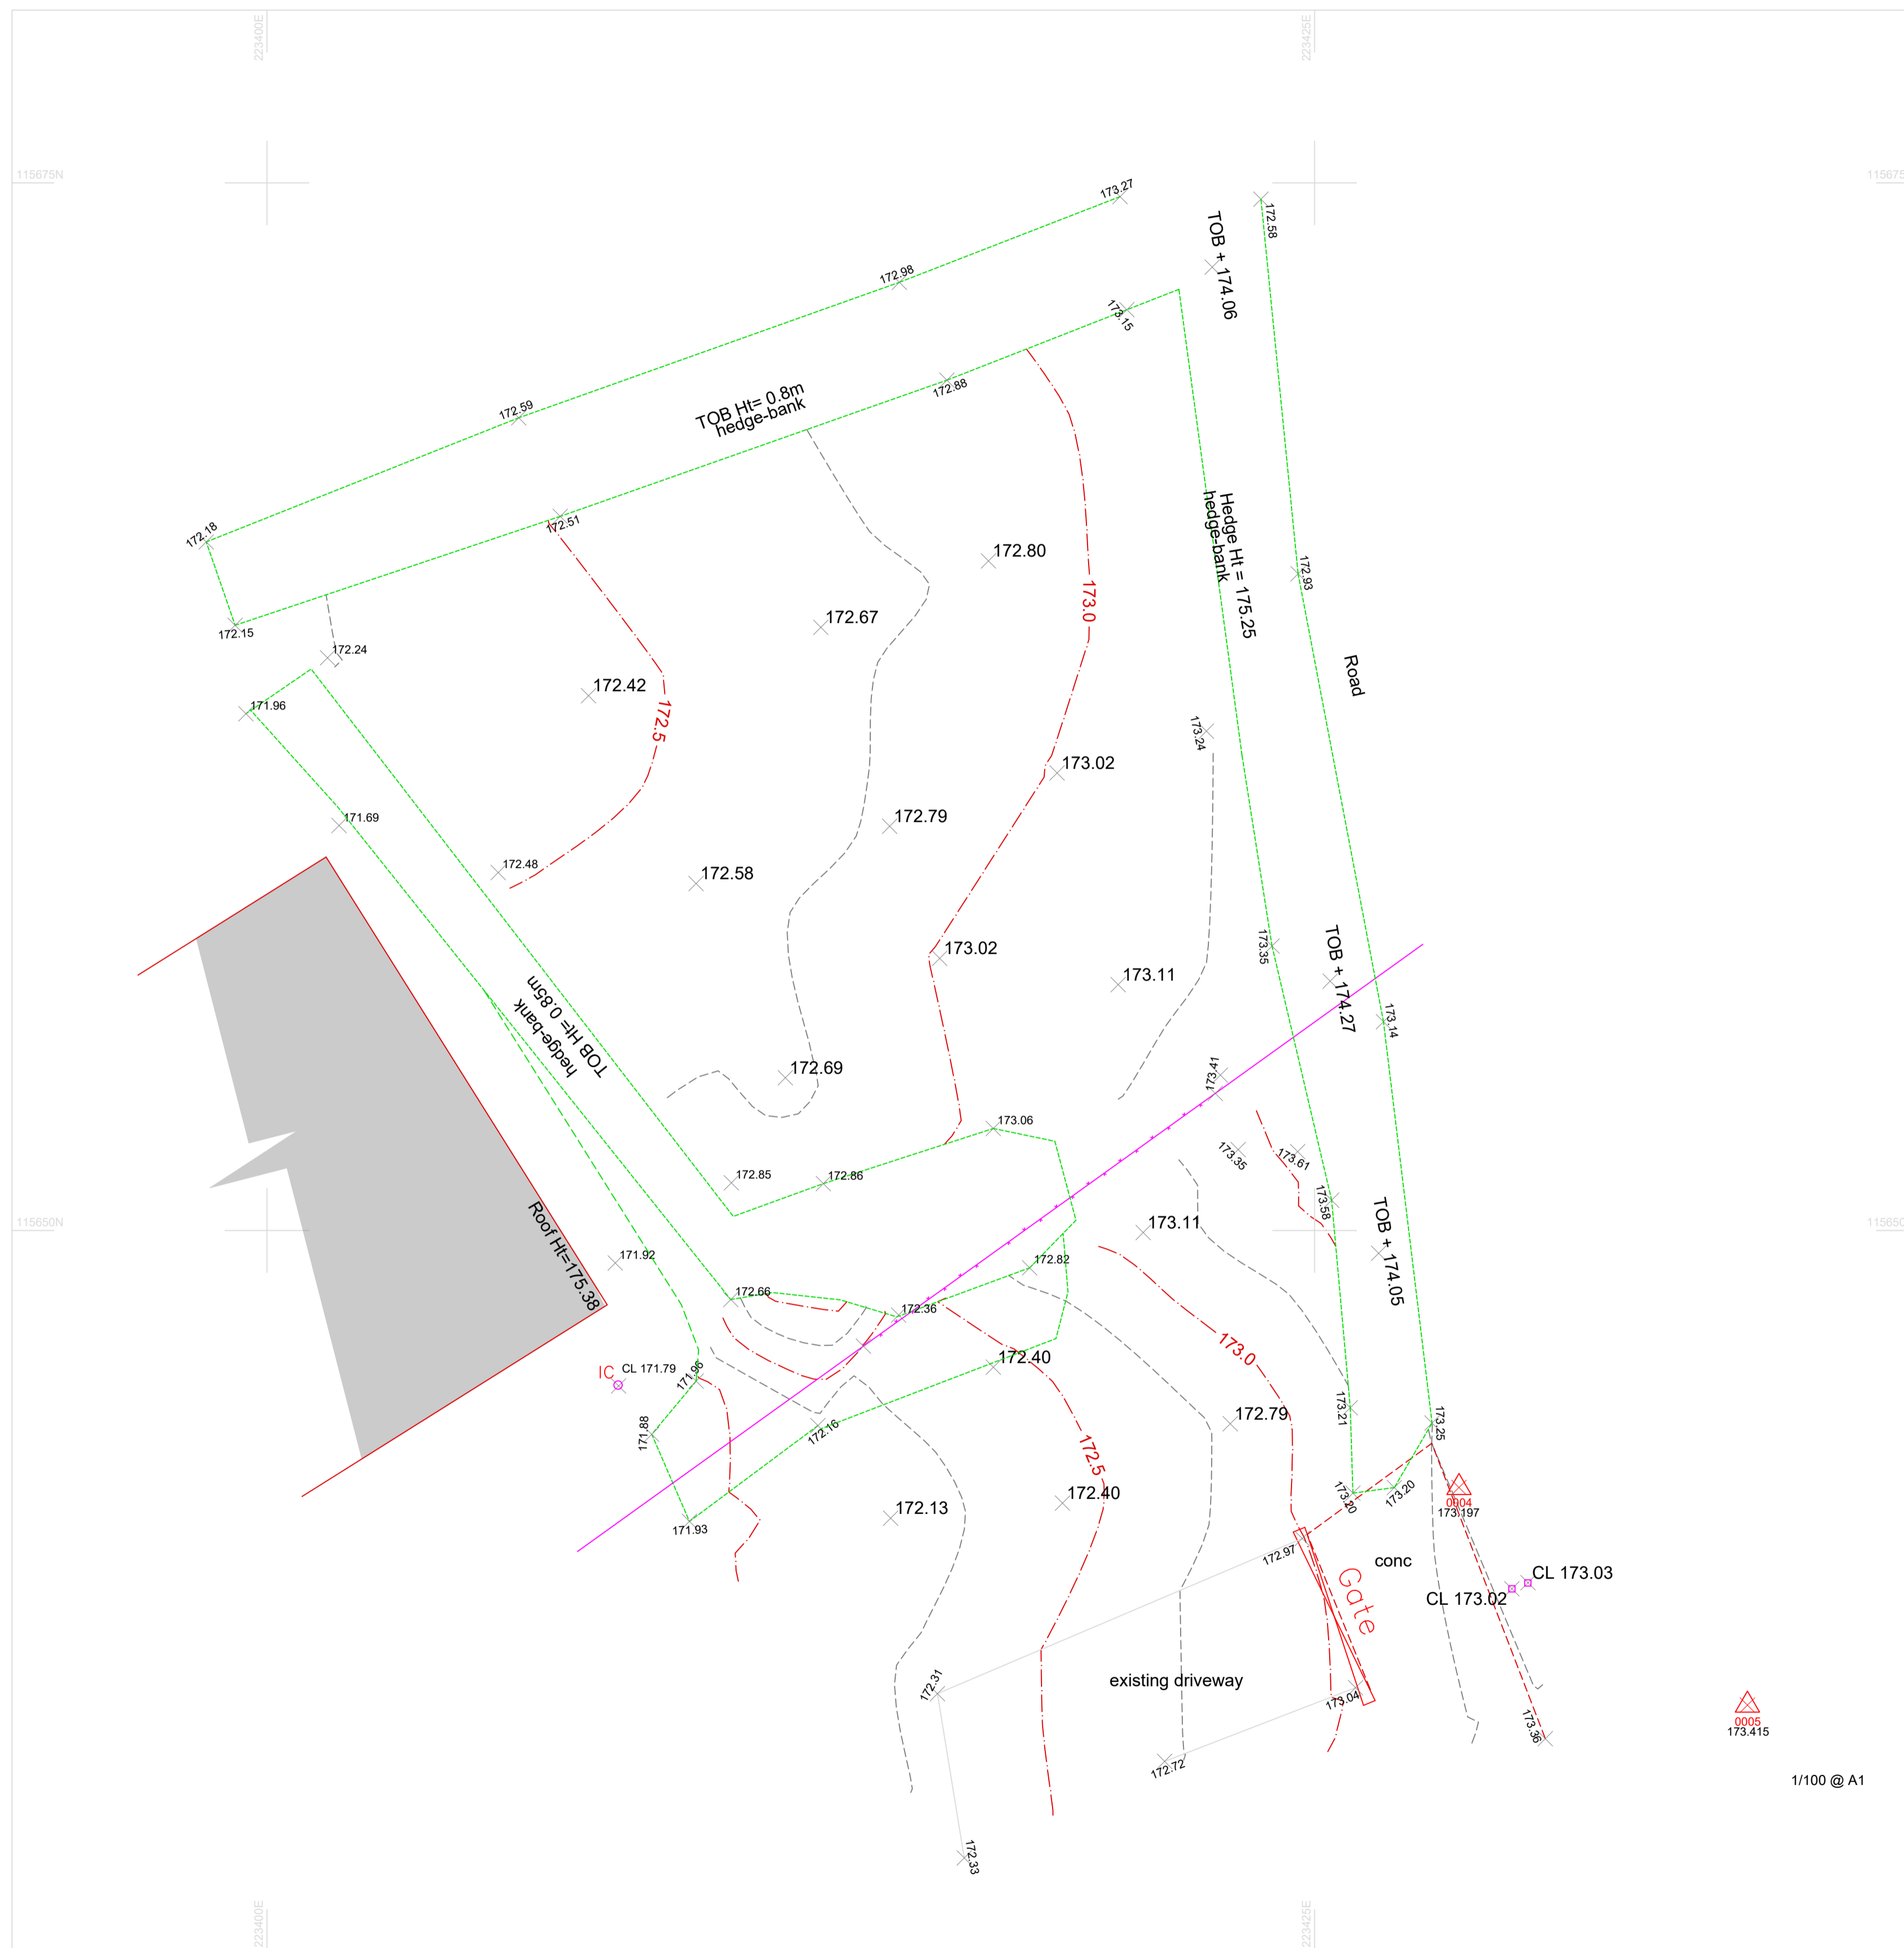 223400E
223425E
115675N
115675
173.27
172.58
TOB + 174.06
172.98
173.15
172.88
172.59
TOB Ht= 0.8m
hedge-bank
172.18
172.51
Hedge Ht = 175.25
hedge-bank
172.80
172.93
173.0
172.67
172.15
172.24
Road
172.42
171.96
172.5
173.24
173.02
171.69
172.79
172.48
172.58
173.35
173.02
173.11
TOB + 174.27
TOB Ht= 0.85m
hedge-bank
173.14
172.69
173.41
173.06
173.35
173.61
172.85
172.86
173.58
115650N
115650
173.11
TOB + 174.05
Roof Ht=175.38
171.92
172.82
172.66
172.36
173.0
172.40
IC
CL 171.79
171.96
172.79
173.21
173.25
171.88
172.16
172.5
173.20
173.20
0004
173.197
172.40
172.13
171.93
172.97
conc
CL 173.03
CL 173.02
Gate
172.31
existing driveway
173.04
0005
173.415
173.36
172.72
1/100 @ A1
172.33
223400E
223425E